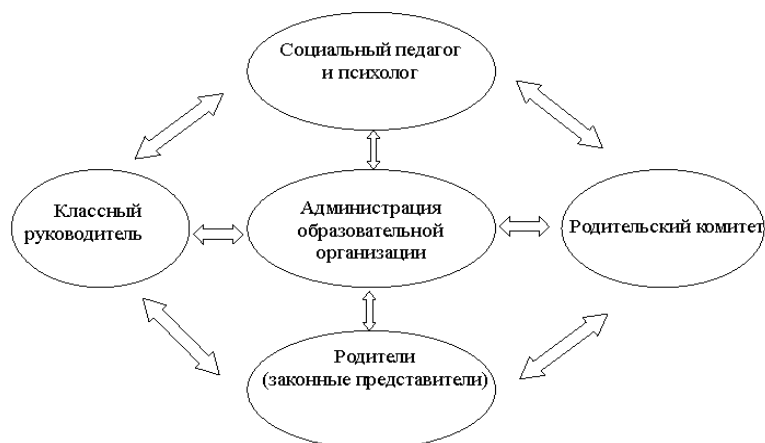 Социальный педагог
и психолог
Классный
руководитель
Администрация
образовательной
организации
Родительский комитет
Родители
(законные представители)